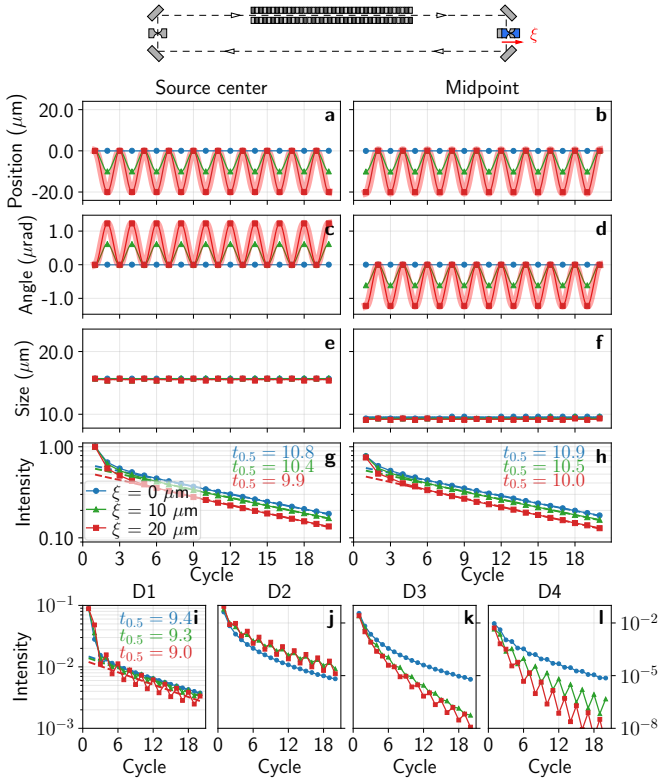 ξ
Source center Midpoint
Position (μm)
20.0
0.0
-20.0
a b
Angle (μrad)
1.0
0.0
-1.0
c d
Size (μm)
20.0
10.0
e f
Intensity
1.00
0.10
g h
t0.5 = 10.8
t0.5 = 10.4
t0.5 = 9.9
ξ = 0 μm
ξ = 10 μm
ξ = 20 μm
t0.5 = 10.9
t0.5 = 10.5
t0.5 = 10.0
0 3 6 9 12 15 18 0 3 6 9 12 15 18
Cycle Cycle
D1 D2 D3 D4
Intensity
10−1
10−2
10−3
i j k l
t0.5 = 9.4
t0.5 = 9.3
t0.5 = 9.0
10−2
10−4
10−6
10−8
0 6 12 18 0 6 12 18 0 6 12 18 0 6 12 18
Cycle Cycle Cycle Cycle